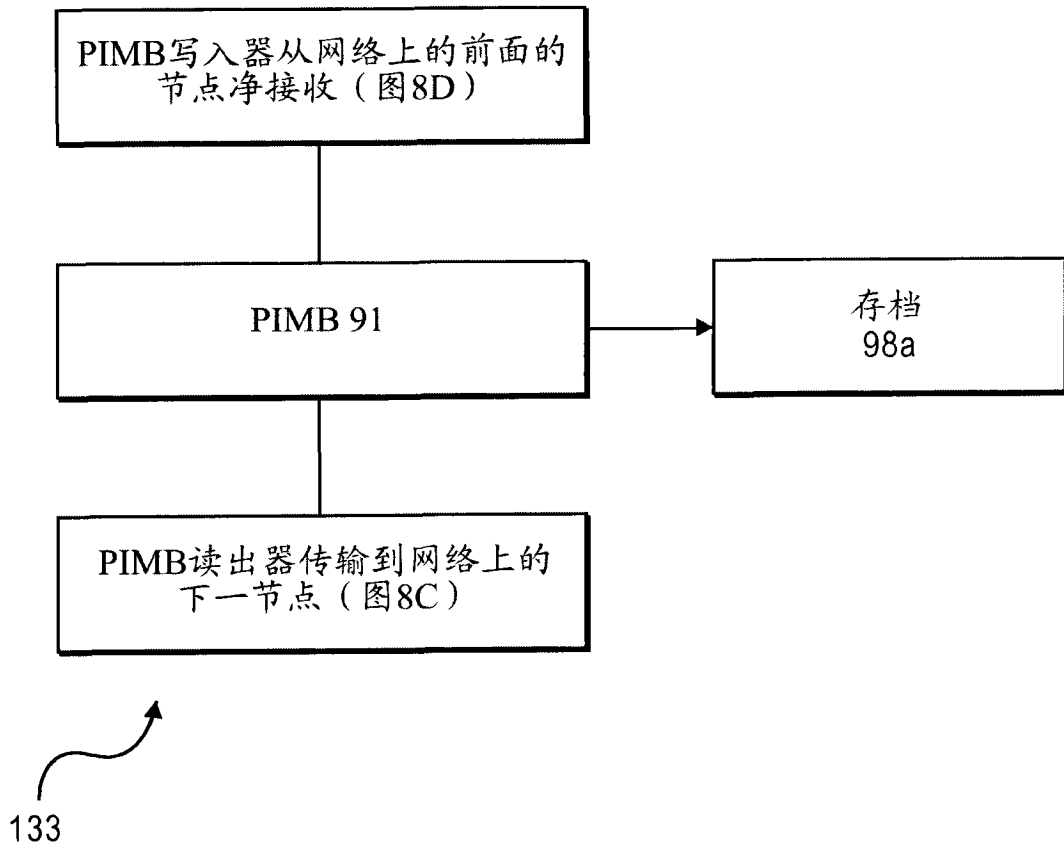 PIMB写入器从网络上的前面的
节点净接收（图8D）
PIMB 91
存档
98a
PIMB读出器传输到网络上的
下一节点（图8C）
133